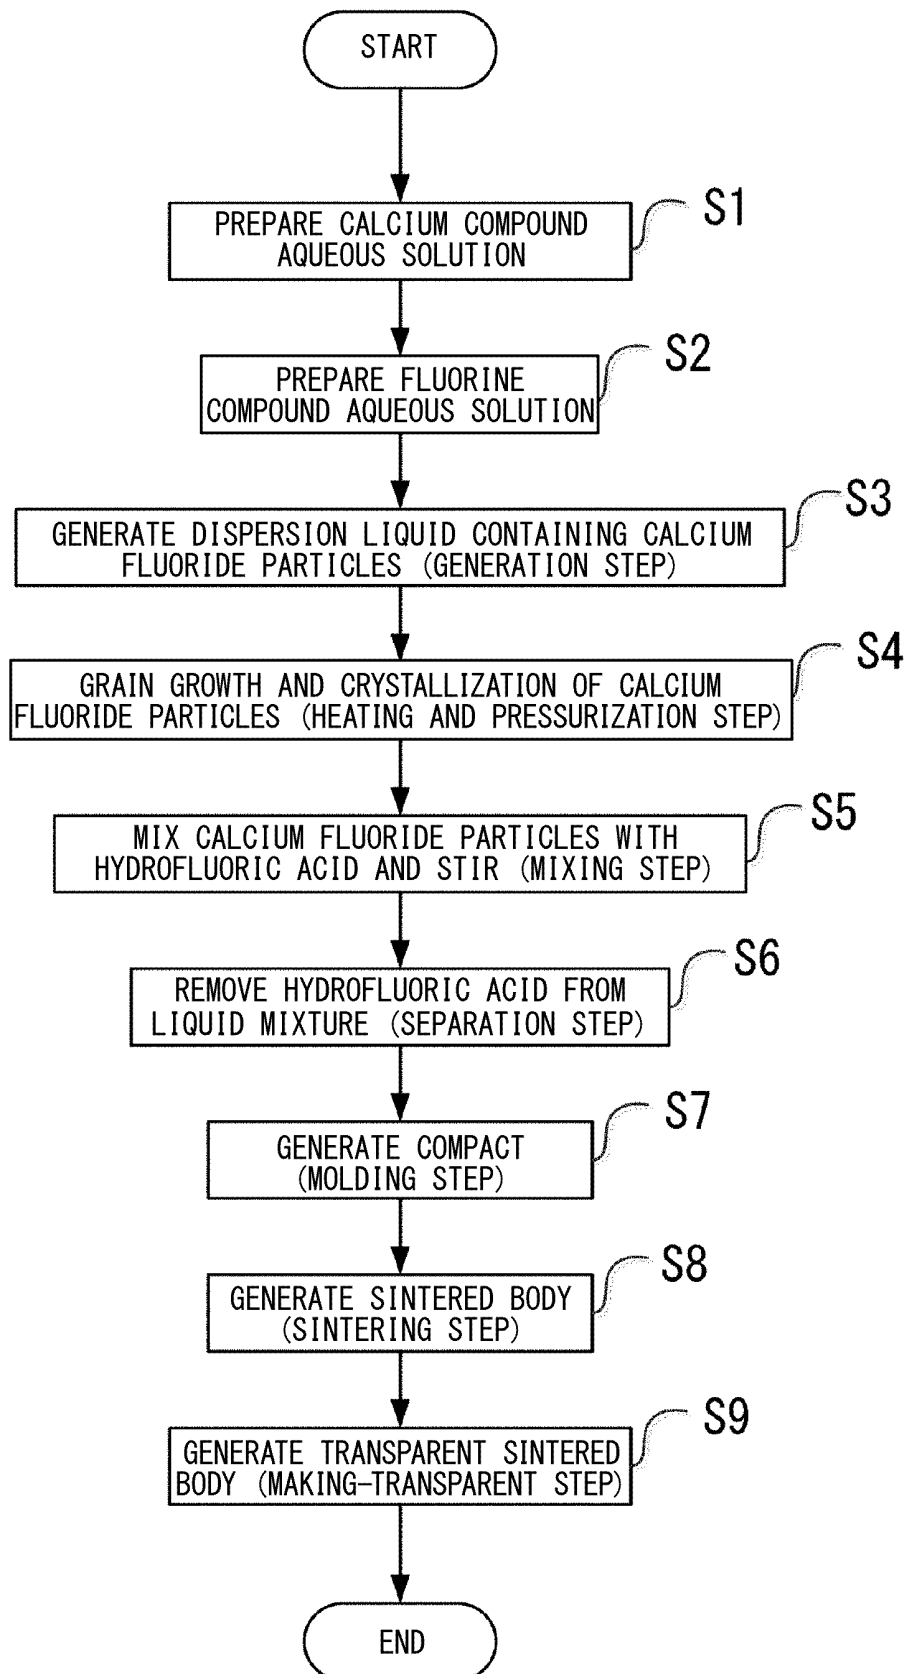 START
S1
PREPARE CALCIUM COMPOUND
AQUEOUS SOLUTION
S2
PREPARE FLUORINE
COMPOUND AQUEOUS SOLUTION
S3
GENERATE DISPERSION LIQUID CONTAINING CALCIUM
FLUORIDE PARTICLES (GENERATION STEP)
S4
GRAIN GROWTH AND CRYSTALLIZATION OF CALCIUM
FLUORIDE PARTICLES (HEATING AND PRESSURIZATION STEP)
S5
MIX CALCIUM FLUORIDE PARTICLES WITH
HYDROFLUORIC ACID AND STIR (MIXING STEP)
S6
REMOVE HYDROFLUORIC ACID FROM
LIQUID MIXTURE (SEPARATION STEP)
S7
GENERATE COMPACT
(MOLDING STEP)
S8
GENERATE SINTERED BODY
(SINTERING STEP)
S9
GENERATE TRANSPARENT SINTERED
BODY (MAKING-TRANSPARENT STEP)
END